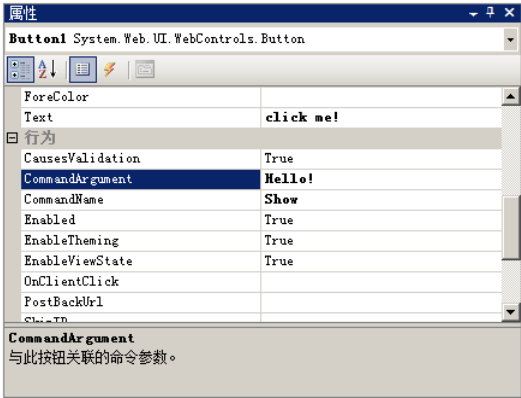 属性
Button1 System.Web.UI.WebControls.Button
ForeColor
Text click me!
行为
CausesValidation True
CommandArgument Hello!
CommandName Show
Enabled True
EnableTheming True
EnableViewState True
OnClientClick
PostBackUrl
SkinID
CommandArgument
与此按钮关联的命令参数。